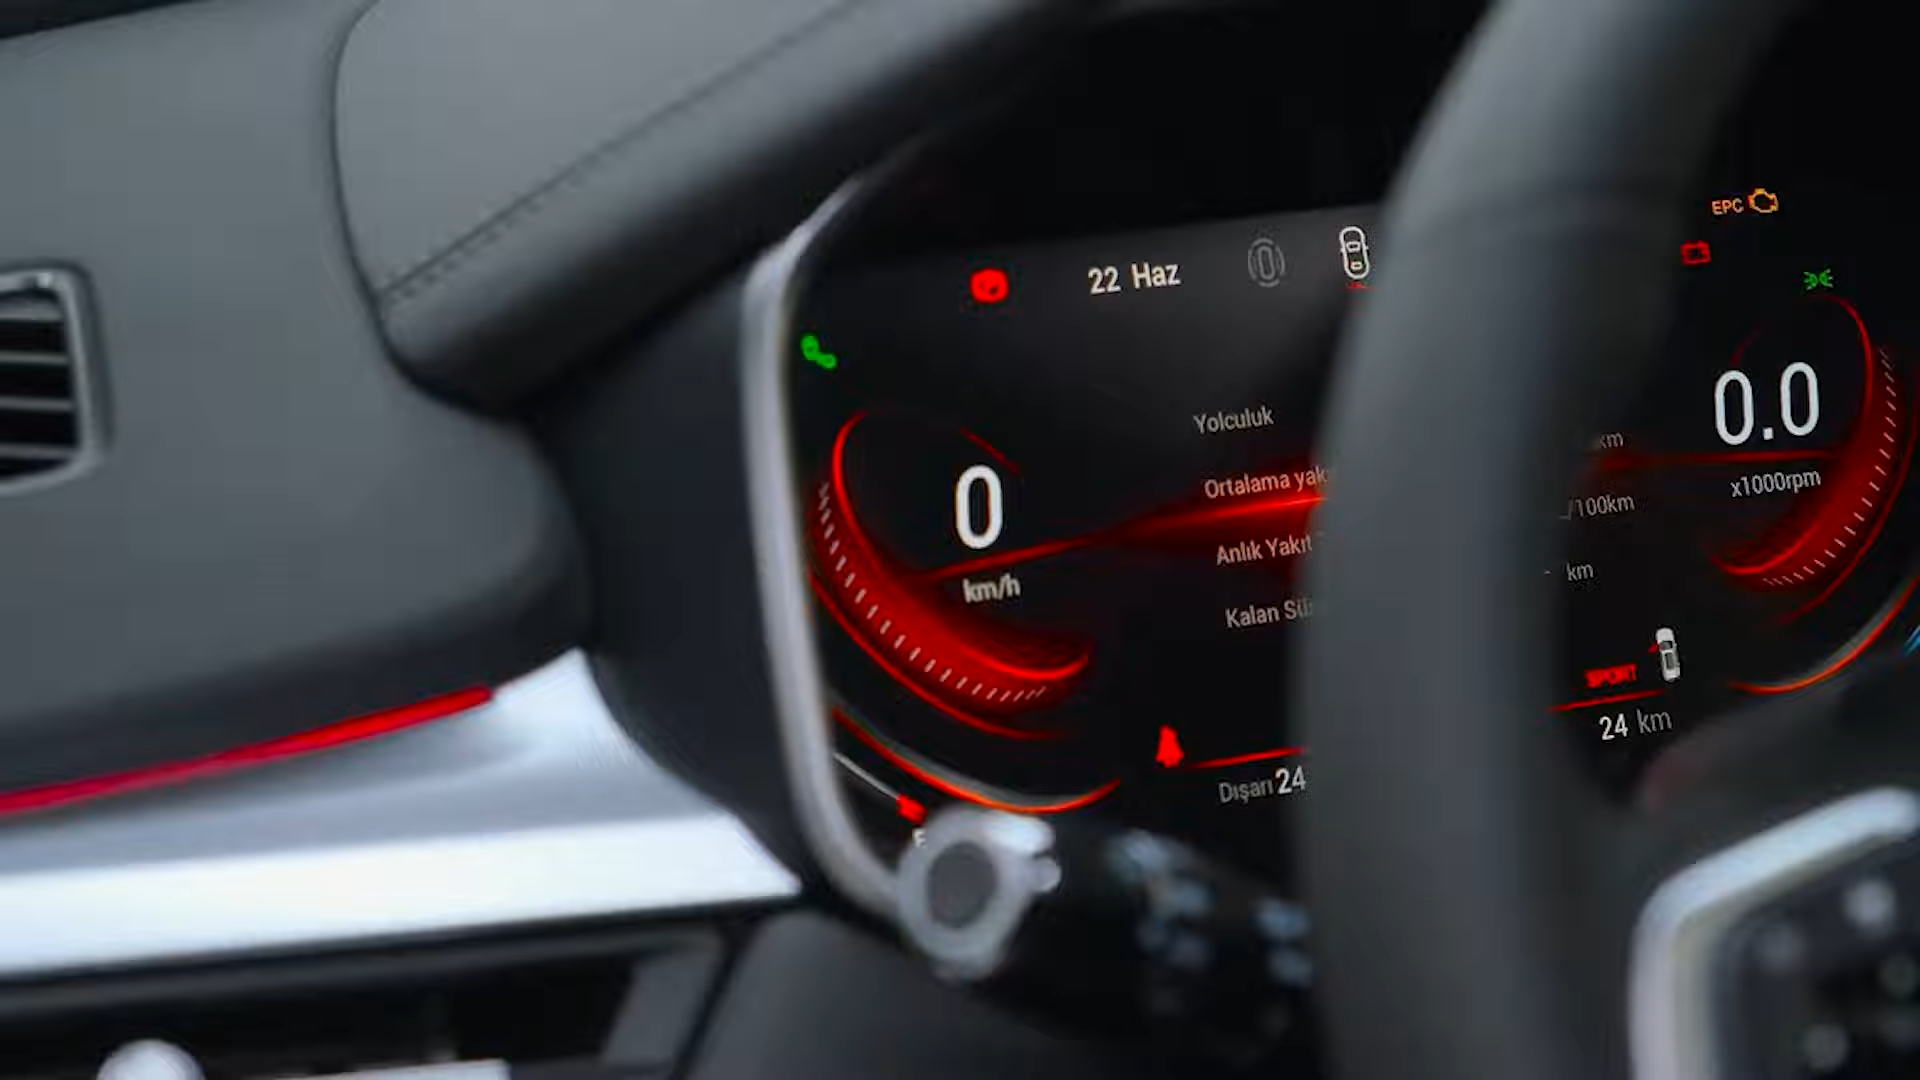 EPC
22 Haz
0.0
x1000rpm
Yolculuk
km
Ortalama yak
/100km
0
km/h
Anlık Yakıt
km
Kalan
SPORT
24 km
Dışarı 24